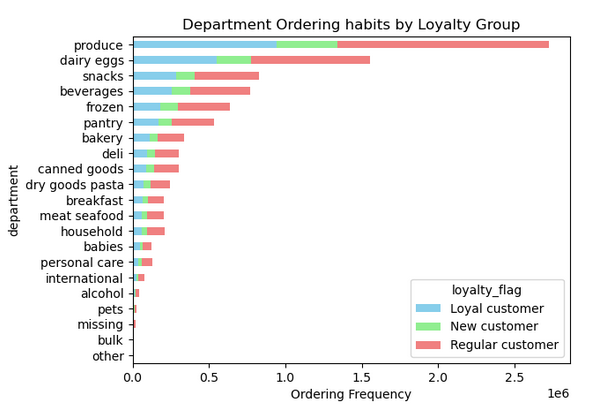 Department Ordering habits by Loyalty Group
produce
dairy eggs
snacks
beverages
frozen
pantry
bakery
deli
canned goods
dry goods pasta
breakfast
meat seafood
household
babies
personal care
international
alcohol
pets
missing
bulk
other
department
loyalty_flag
Loyal customer
New customer
Regular customer
0.0 0.5 1.0 1.5 2.0 2.5
1e6
Ordering Frequency